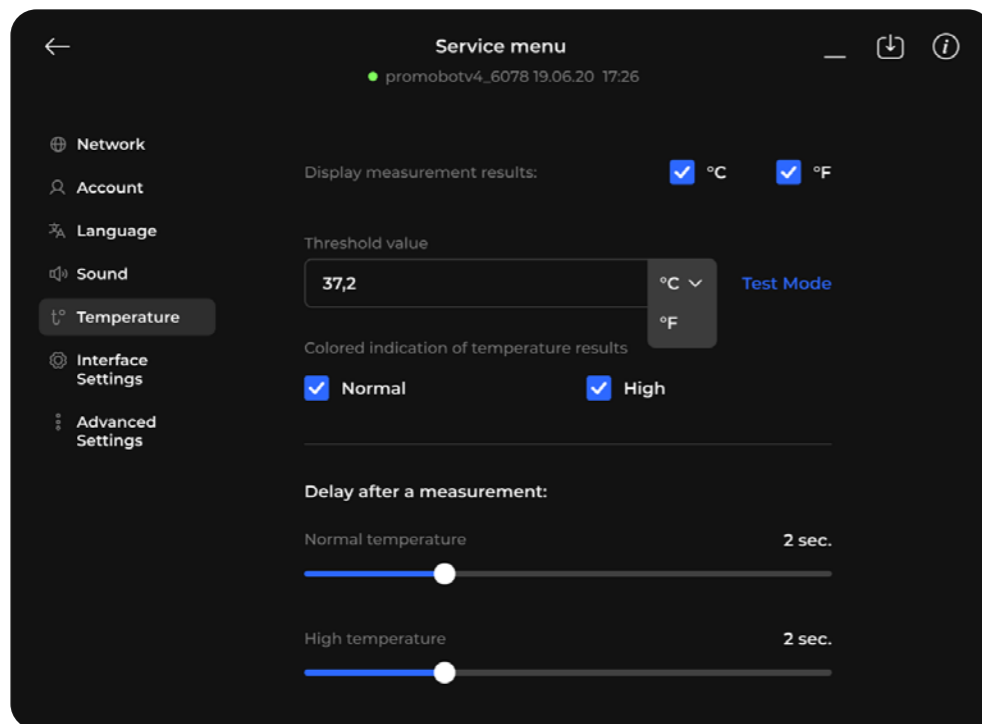 Service menu
promobotv4_6078 19.06.20 17:26
Network
Account
Language
Sound
t° Temperature
Interface
Settings
Advanced
Settings
Display measurement results:
°C
°F
Threshold value
37,2
°C
Test Mode
°F
Colored indication of temperature results
Normal
High
Delay after a measurement:
Normal temperature
2 sec.
High temperature
2 sec.